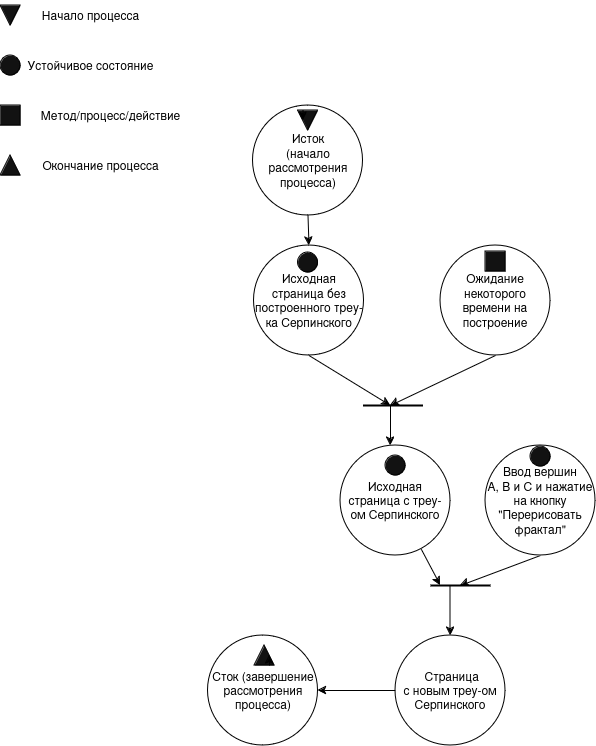 Начало процесса
Устойчивое состояние
Метод/процесс/действие
Окончание процесса
Исток
(начало
рассмотрения
процесса)
Исходная
страница без
построенного треу-
ка Серпинского
Ожидание
некоторого
времени на
построение
Исходная
страница с треу-
ом Серпинского
Ввод вершин
A, B и C и нажатие
на кнопку
"Перерисовать
фрактал"
Сток (завершение
рассмотрения
процесса)
Страница
с новым треу-ом
Серпинского